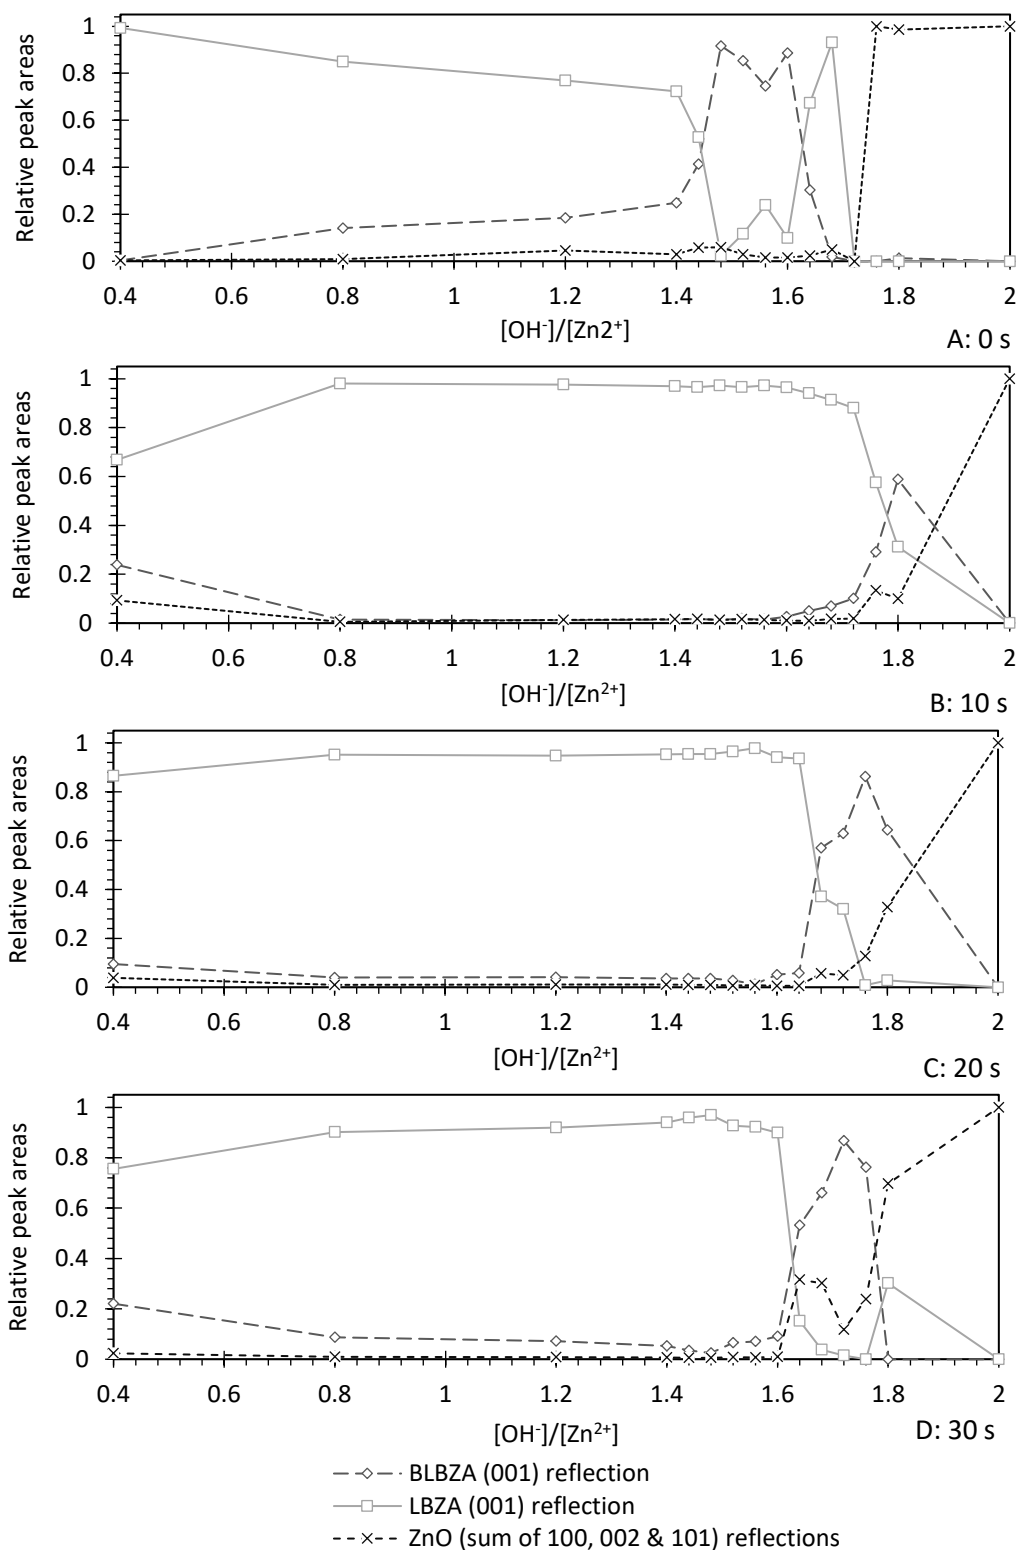 Relative peak areas
1
0.8
0.6
0.4
0.2
0
0.4 0.6 0.8 1 1.2 1.4 1.6 1.8 2
[OH⁻]/[Zn2⁺]
A: 0 s
Relative peak areas
1
0.8
0.6
0.4
0.2
0
0.4 0.6 0.8 1 1.2 1.4 1.6 1.8 2
[OH⁻]/[Zn²⁺]
B: 10 s
Relative peak areas
1
0.8
0.6
0.4
0.2
0
0.4 0.6 0.8 1 1.2 1.4 1.6 1.8 2
[OH⁻]/[Zn²⁺]
C: 20 s
Relative peak areas
1
0.8
0.6
0.4
0.2
0
0.4 0.6 0.8 1 1.2 1.4 1.6 1.8 2
[OH⁻]/[Zn²⁺]
D: 30 s
BLBZA (001) reflection
LBZA (001) reflection
ZnO (sum of 100, 002 & 101) reflections